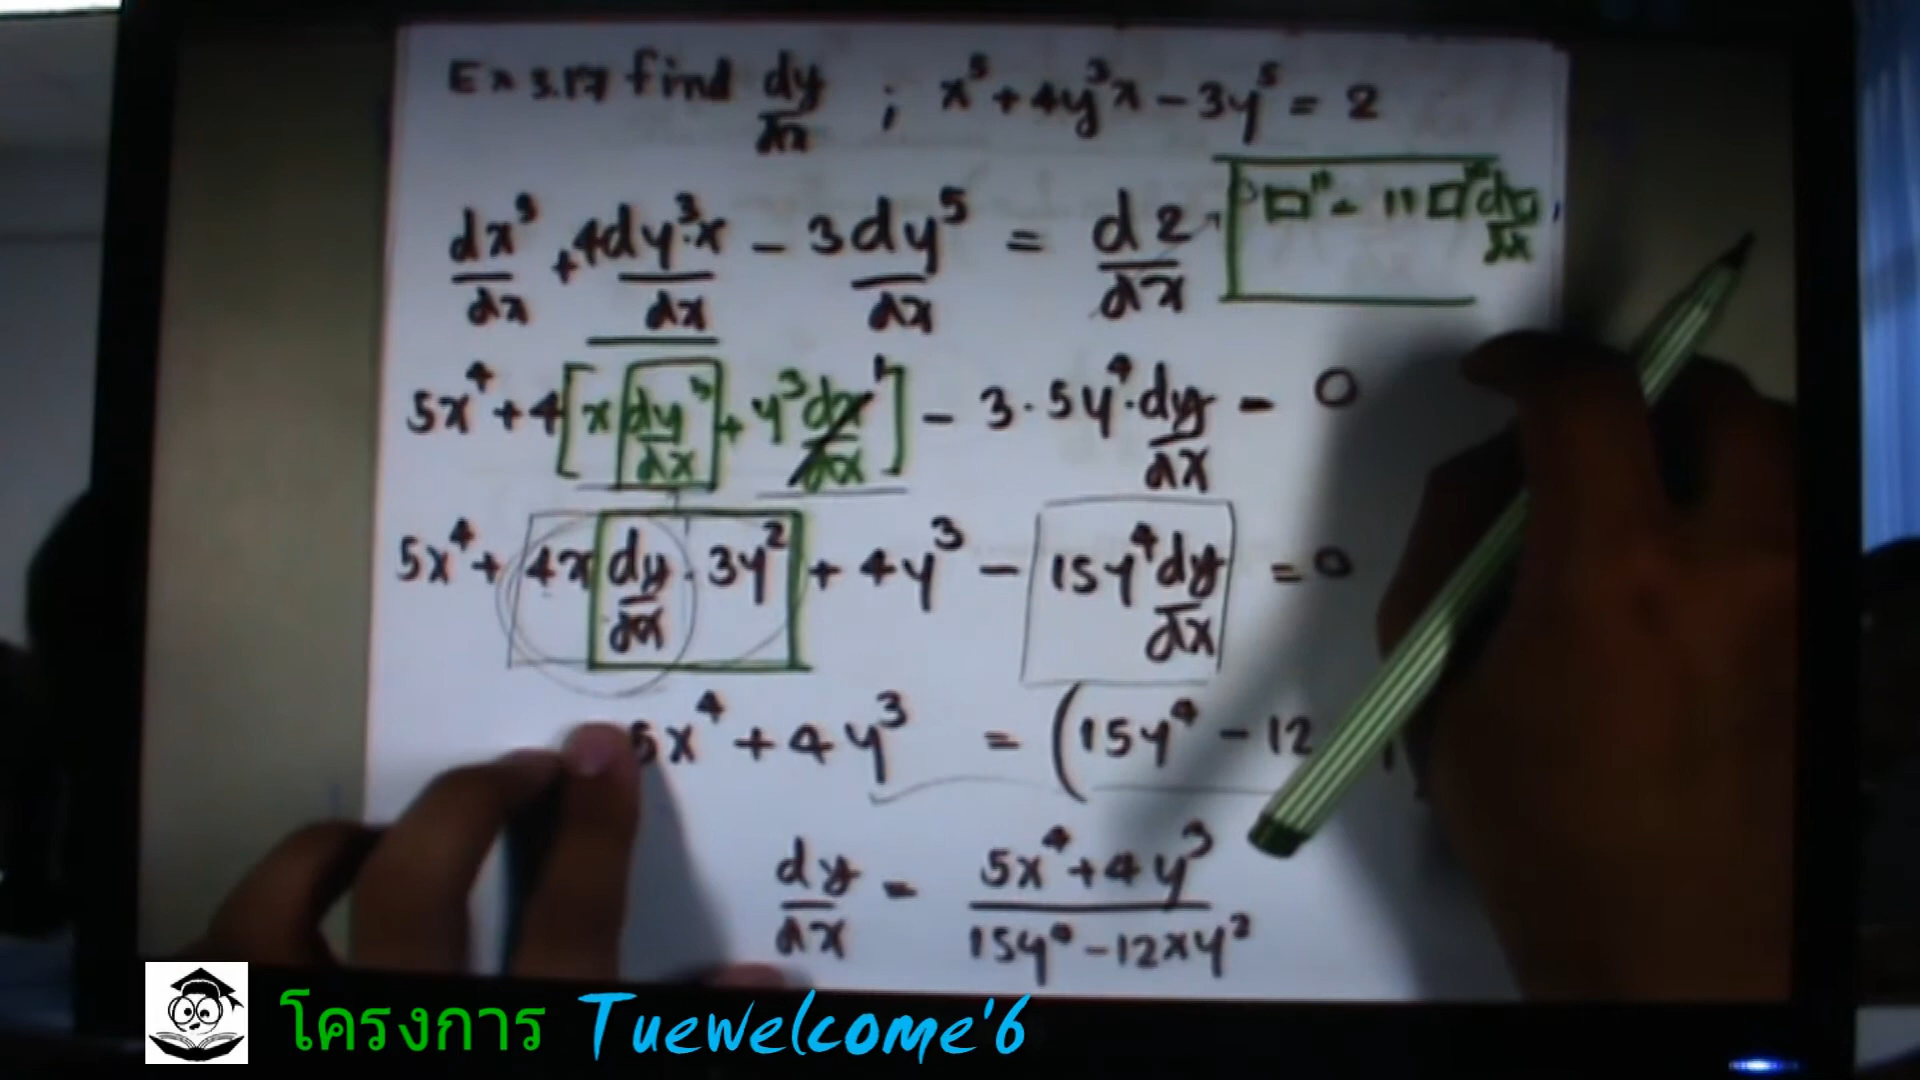 Ex 3.17 find dy/dx ; x⁵ + 4y³x - 3y⁵ = 2
dx⁵/dx + 4dy³·x/dx - 3dy⁵/dx = d2/dx
□ⁿ = n□ d□/dx
5x⁴ + 4[x dy³/dx + y³ dx/dx 1] - 3·5y⁴·dy/dx = 0
5x⁴ + 4x dy/dx · 3y² + 4y³ - 15y⁴ dy/dx = 0
5x⁴ + 4y³ = (15y⁴ - 12
dy/dx = 5x⁴ + 4y³/15y⁴ - 12xy²
โครงการ Tuewelcome'6